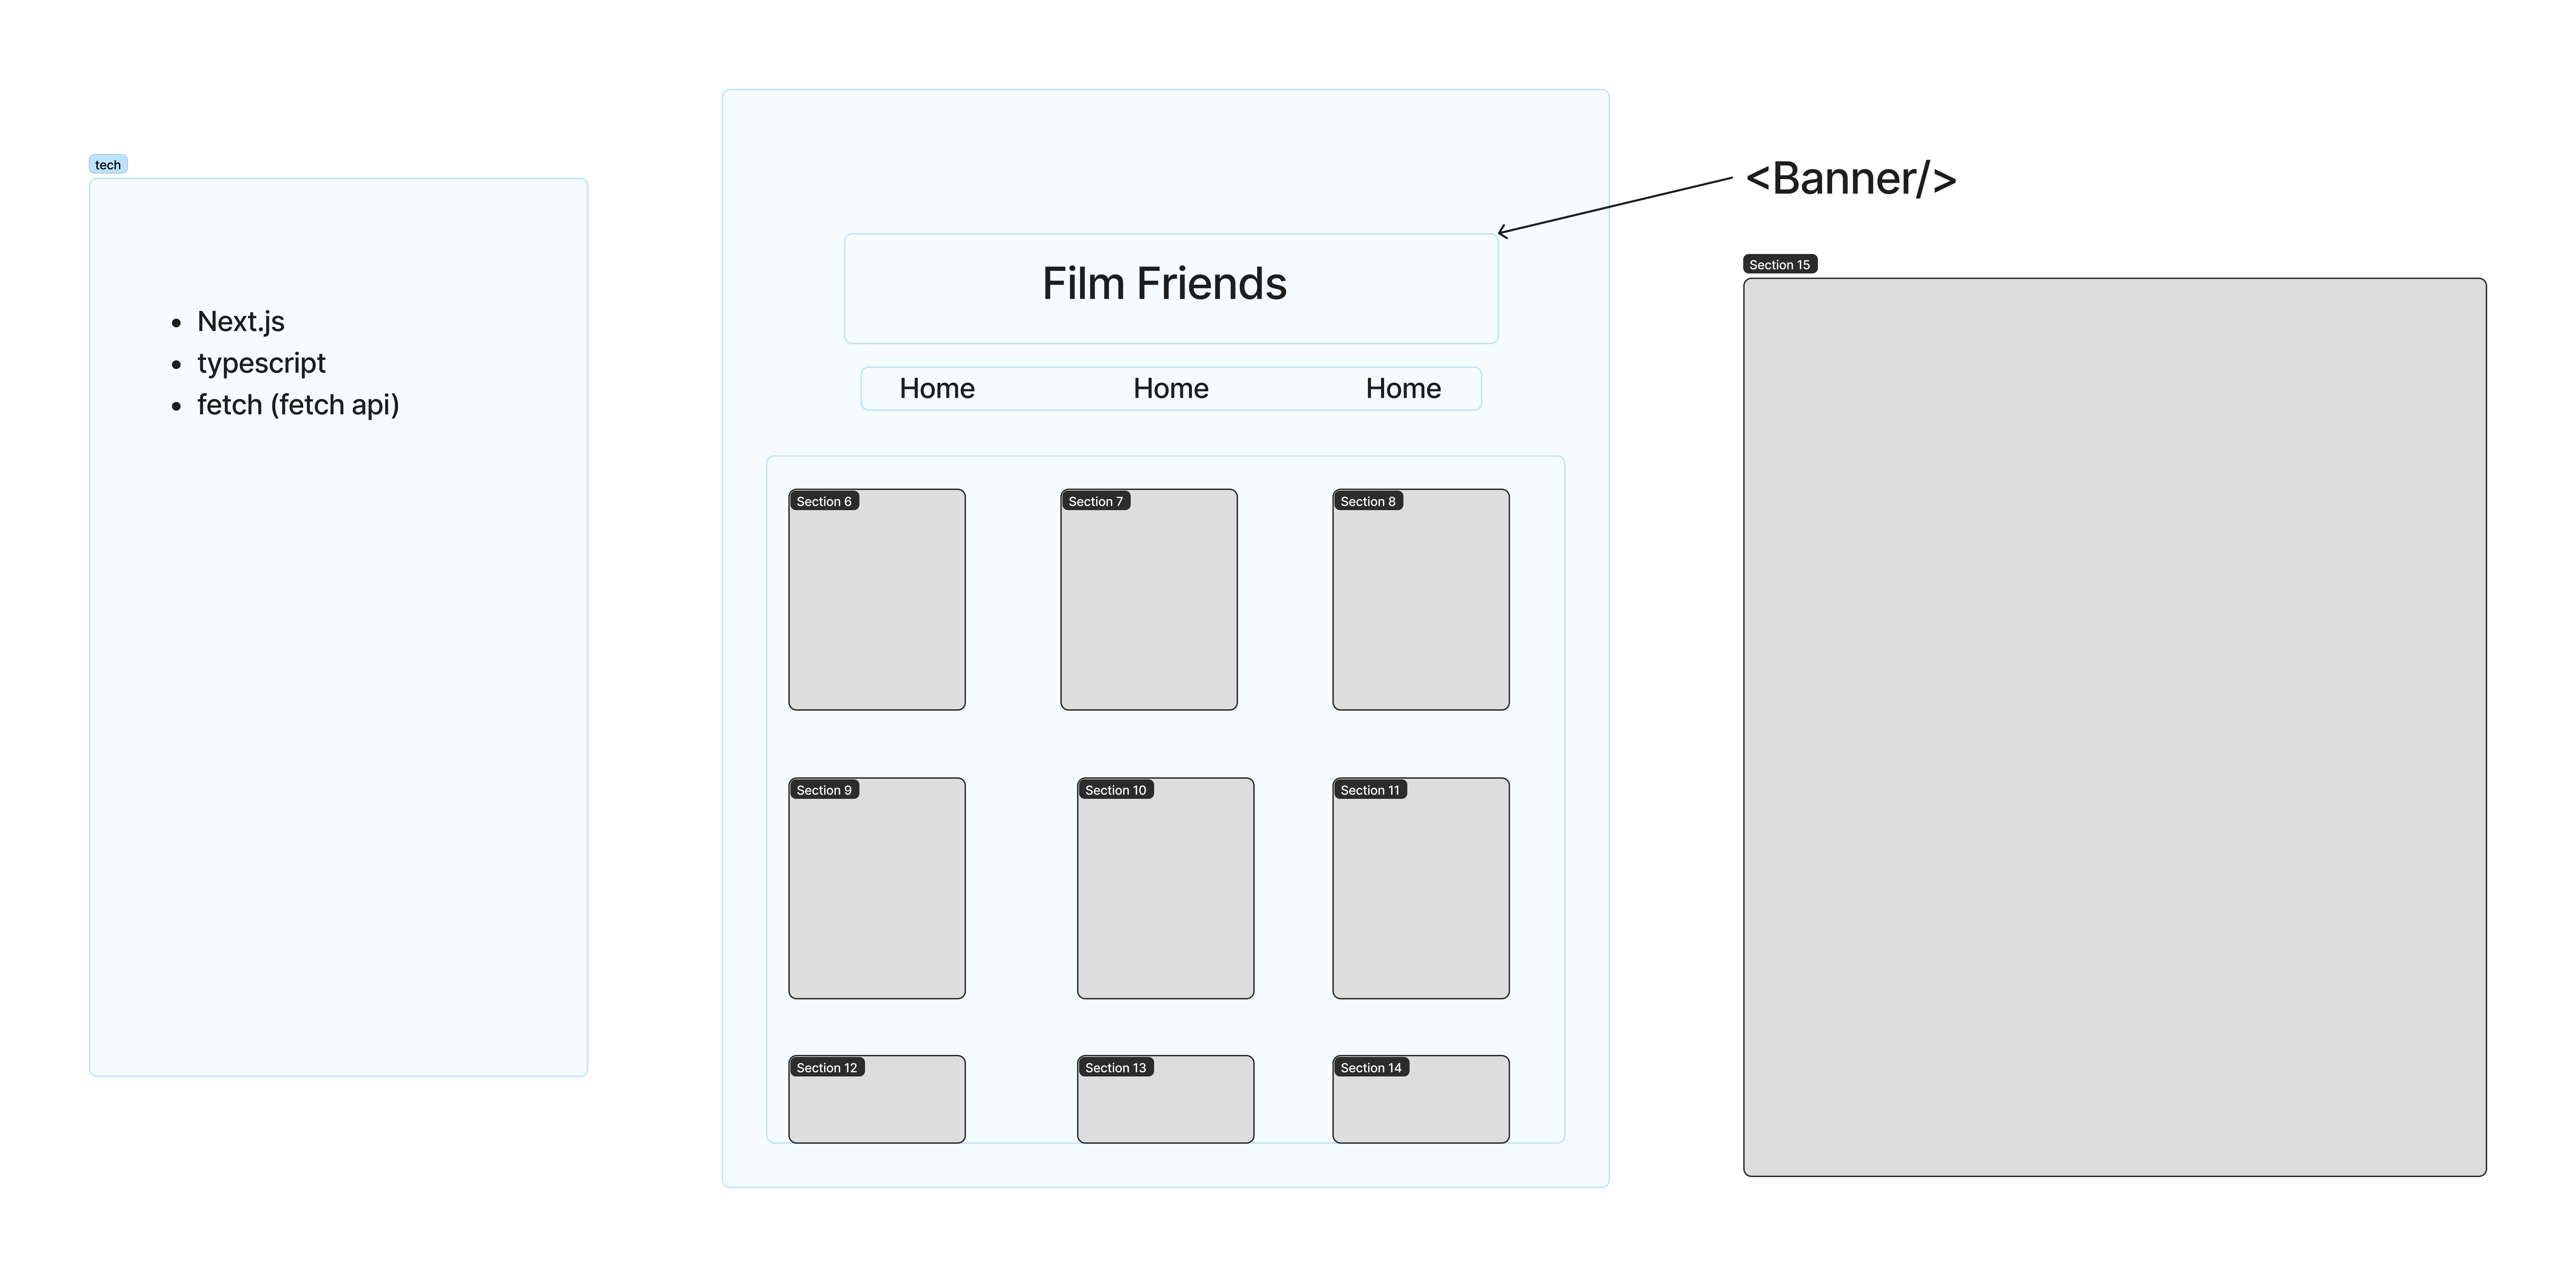 tech
• Next.js
• typescript
• fetch (fetch api)
<Banner/>
Film Friends
Home Home Home
Section 6
Section 7
Section 8
Section 9
Section 10
Section 11
Section 12
Section 13
Section 14
Section 15